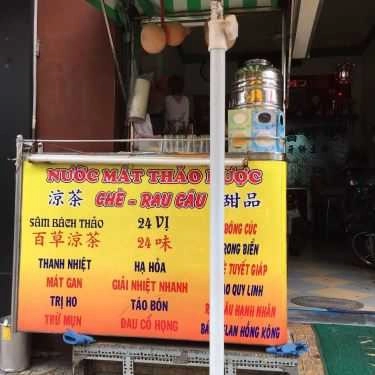 NƯỚC MÁT THẢO DƯỢC
涼茶 CHÈ - RAU CÂU 甜品
SÂM BÁCH THẢO
百草涼茶
THANH NHIỆT
MÁT GAN
TRỊ HO
TRỪ MỤN
24 VỊ
24 味
HẠ HỎA
GIẢI NHIỆT NHANH
TÁO BÓN
ĐAU CỔ HỌNG
BÔNG CÚC
RONG BIỂN
TUYẾT GIÁP
QUY LINH
HẠNH NHÂN
LAN HỒNG KÔNG